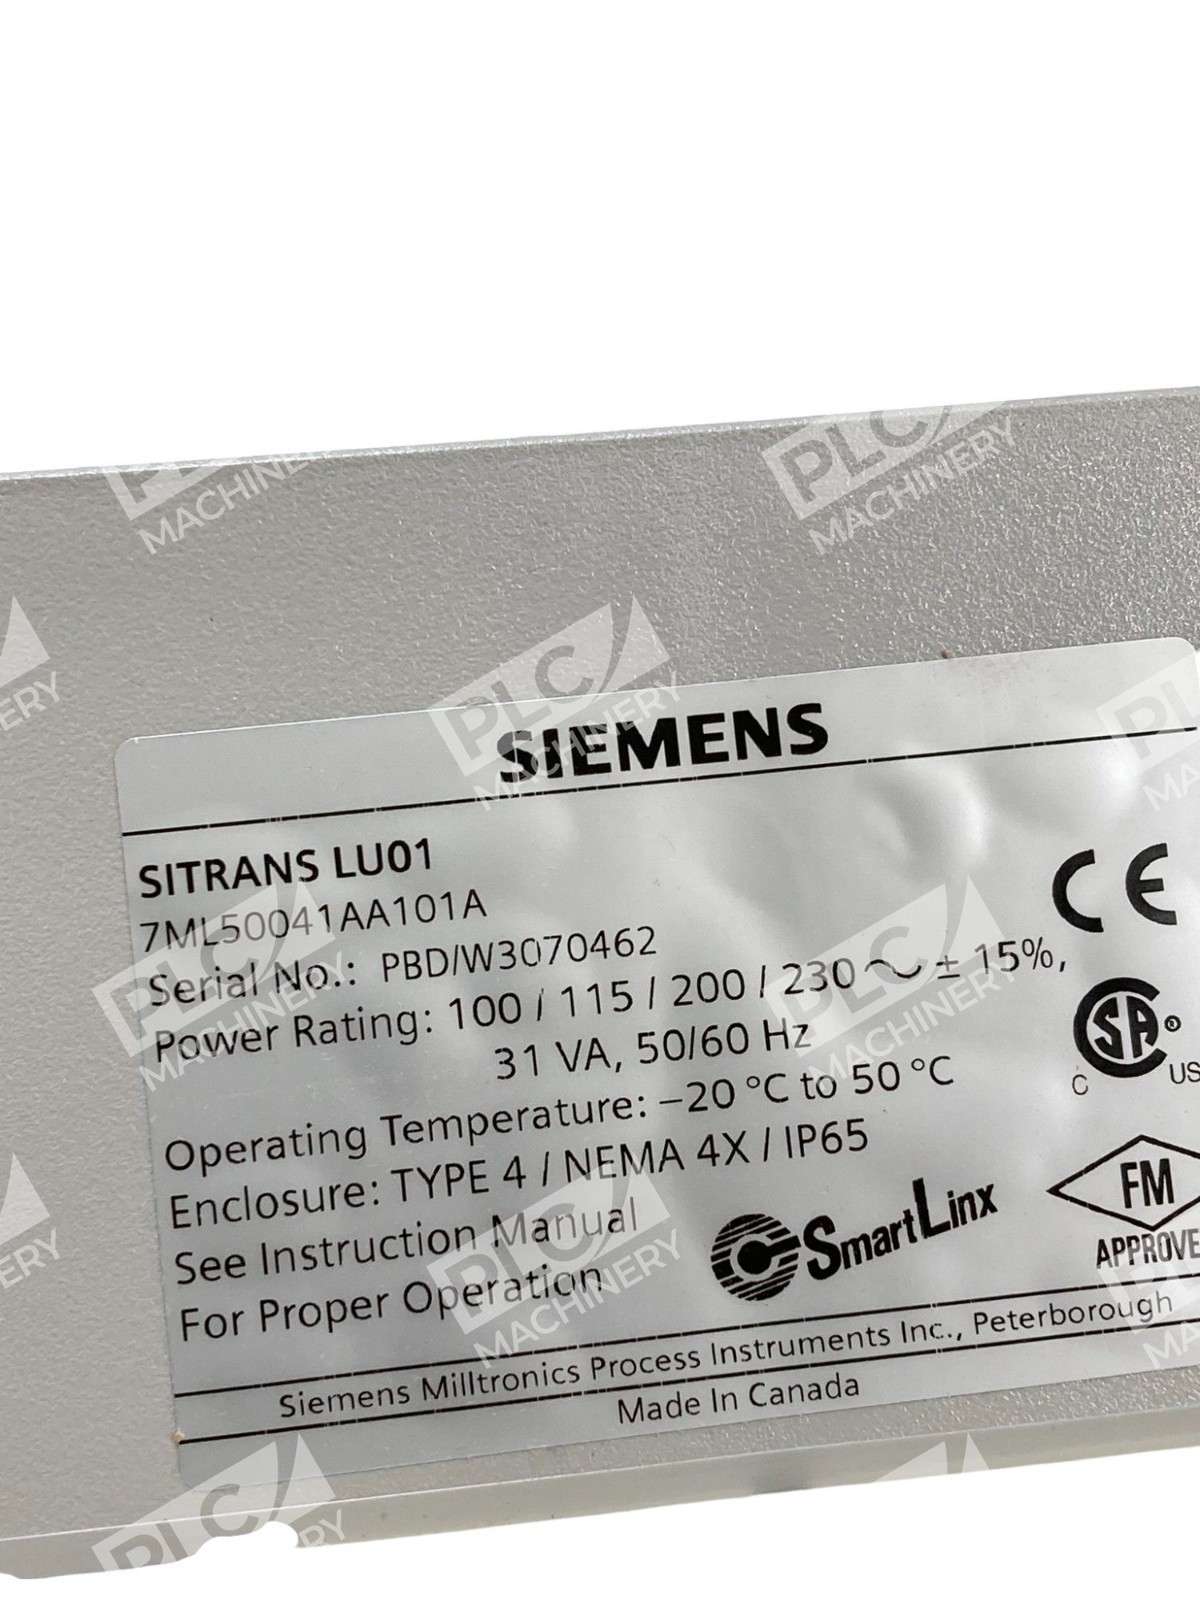 SIEMENS
SITRANS LU01
7ML50041AA101A
Serial No.: PBD/W3070462
Power Rating: 100 / 115 / 200 / 230 ～ ± 15%,
31 VA, 50/60 Hz
Operating Temperature: –20 °C to 50 °C
Enclosure: TYPE 4 / NEMA 4X / IP65
See Instruction Manual
For Proper Operation
SmartLinx
CE
C SA ® US
FM
APPROVE
Siemens Milltronics Process Instruments Inc., Peterborough
Made In Canada
PLC MACHINERY